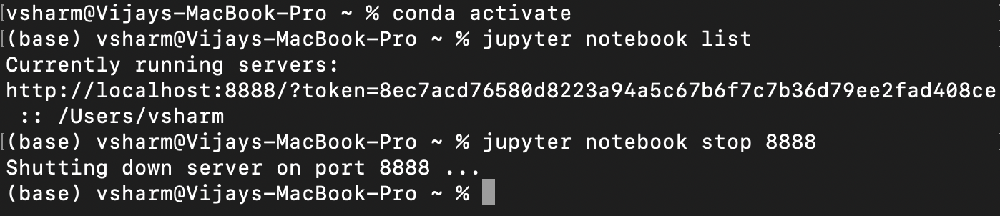 [vsharm@Vijays-MacBook-Pro ~ % conda activate
[(base) vsharm@Vijays-MacBook-Pro ~ % jupyter notebook list
Currently running servers:
http://localhost:8888/?token=8ec7acd76580d8223a94a5c67b6f7c7b36d79ee2fad408ce
 :: /Users/vsharm
[(base) vsharm@Vijays-MacBook-Pro ~ % jupyter notebook stop 8888
Shutting down server on port 8888 ...
(base) vsharm@Vijays-MacBook-Pro ~ %